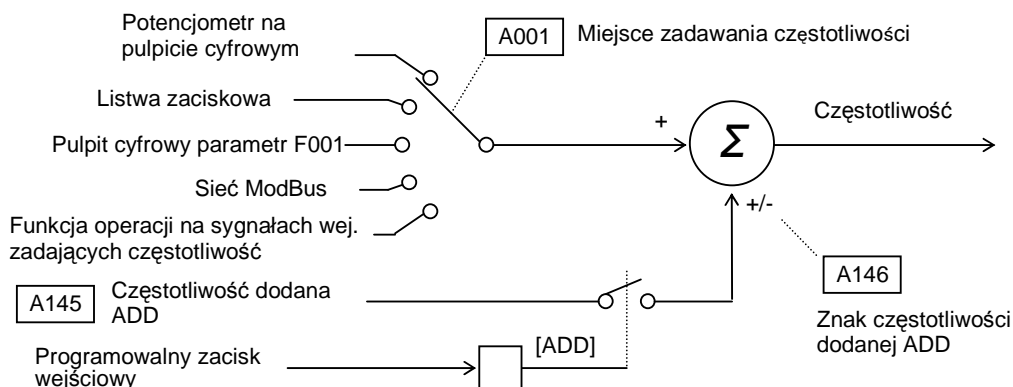 Potencjometr na
pulpicie cyfrowym
A001
Miejsce zadawania częstotliwości
Listwa zaciskowa
Pulpit cyfrowy parametr F001
Sieć ModBus
Funkcja operacji na sygnałach wej.
zadających częstotliwość
+
Σ
Częstotliwość
+/-
A146
Znak częstotliwości
dodanej ADD
A145
Częstotliwość dodana
ADD
Programowalny zacisk
wejściowy
[ADD]